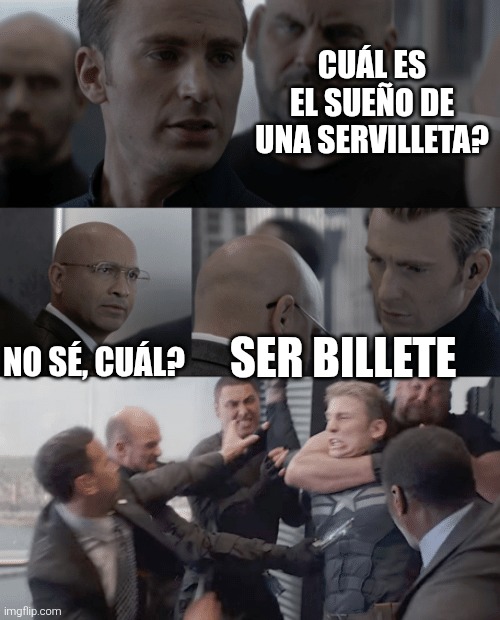 CUÁL ES
EL SUEÑO DE
UNA SERVILLETA?
NO SÉ, CUÁL?
SER BILLETE
imgflip.com